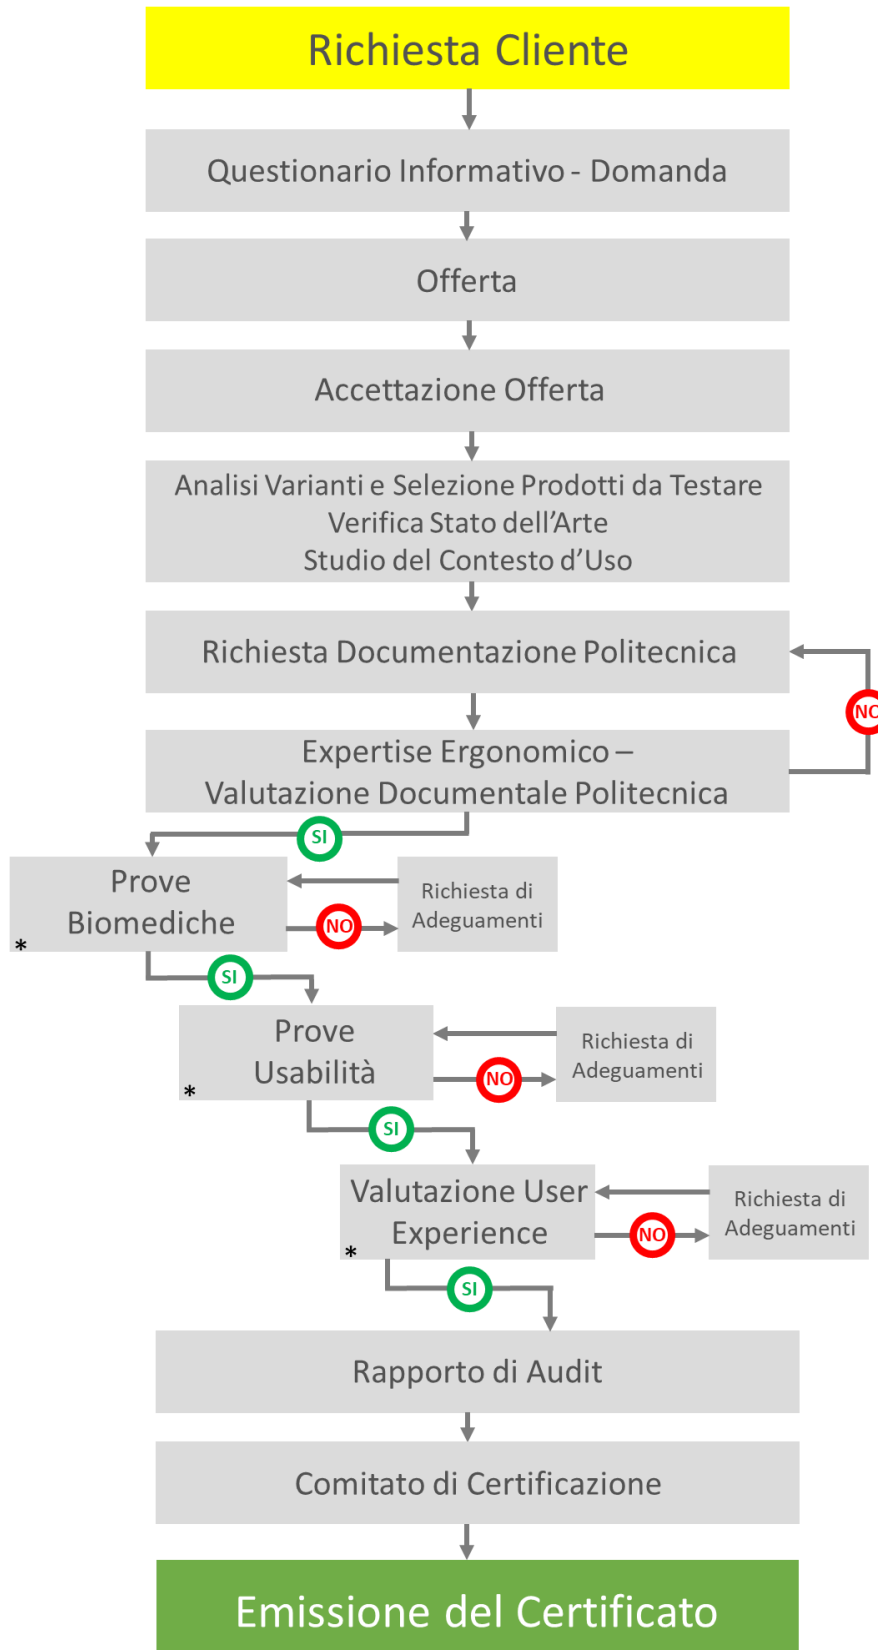 Richiesta Cliente
Questionario Informativo - Domanda
Offerta
Accettazione Offerta
Analisi Varianti e Selezione Prodotti da Testare
Verifica Stato dell'Arte
Studio del Contesto d'Uso
Richiesta Documentazione Politecnica
NO
Expertise Ergonomico –
Valutazione Documentale Politecnica
SI
Prove
Biomediche
*
NO
Richiesta di
Adeguamenti
SI
Prove
Usabilità
*
NO
Richiesta di
Adeguamenti
SI
Valutazione User
Experience
*
NO
Richiesta di
Adeguamenti
SI
Rapporto di Audit
Comitato di Certificazione
Emissione del Certificato